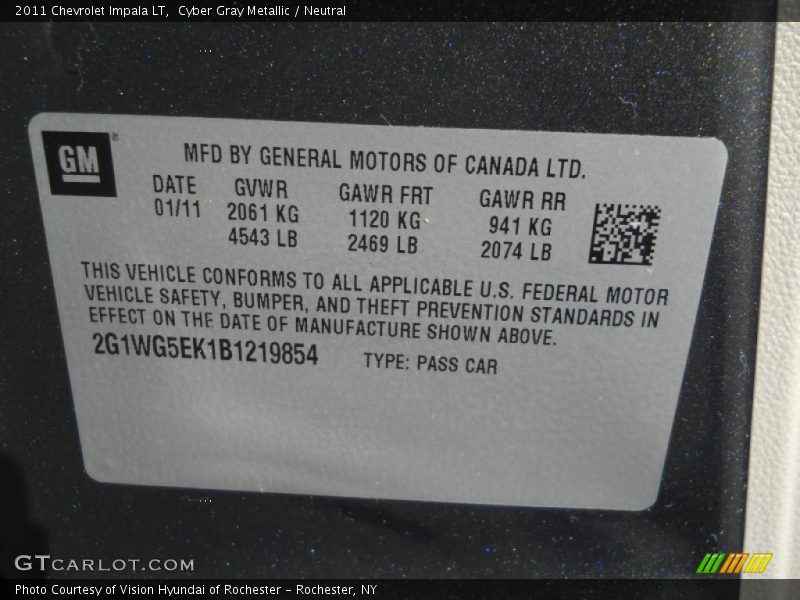 2011 Chevrolet Impala LT, Cyber Gray Metallic / Neutral
GM®
MFD BY GENERAL MOTORS OF CANADA LTD.
DATE GVWR GAWR FRT GAWR RR
01/11 2061 KG 1120 KG 941 KG
4543 LB 2469 LB 2074 LB
THIS VEHICLE CONFORMS TO ALL APPLICABLE U.S. FEDERAL MOTOR
VEHICLE SAFETY, BUMPER, AND THEFT PREVENTION STANDARDS IN
EFFECT ON THE DATE OF MANUFACTURE SHOWN ABOVE.
2G1WG5EK1B1219854 TYPE: PASS CAR
GTCARLOT.COM
Photo Courtesy of Vision Hyundai of Rochester – Rochester, NY